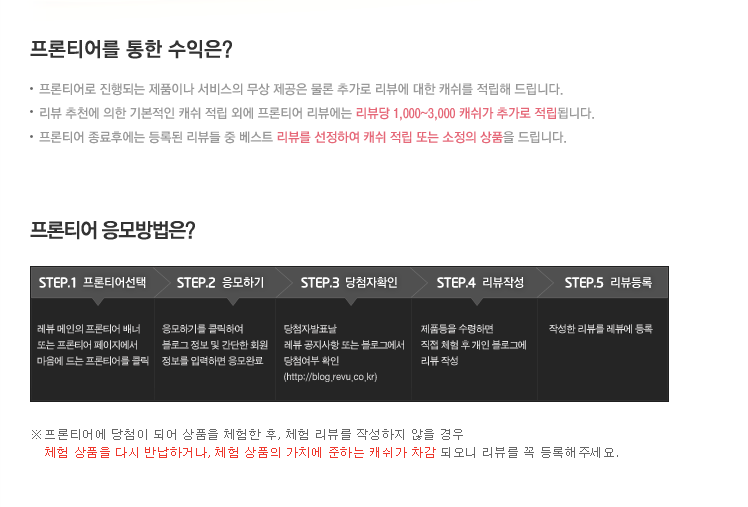 프론티어를 통한 수익은?
• 프론티어로 진행되는 제품이나 서비스의 무상 제공은 물론 추가로 리뷰에 대한 캐쉬를 적립해 드립니다.
• 리뷰 추천에 의한 기본적인 캐쉬 적립 외에 프론티어 리뷰에는 리뷰당 1,000~3,000 캐쉬가 추가로 적립됩니다.
• 프론티어 종료후에는 등록된 리뷰들 중 베스트 리뷰를 선정하여 캐쉬 적립 또는 소정의 상품을 드립니다.
프론티어 응모방법은?
STEP.1 프론티어선택
레뷰 메인의 프론티어 배너
또는 프론티어 페이지에서
마음에 드는 프론티어를 클릭
STEP.2 응모하기
응모하기를 클릭하여
블로그 정보 및 간단한 회원
정보를 입력하면 응모완료
STEP.3 당첨자확인
당첨자발표날
레뷰 공지사항 또는 블로그에서
당첨여부 확인
(http://blog.revu.co.kr)
STEP.4 리뷰작성
제품등을 수령하면
직접 체험 후 개인 블로그에
리뷰 작성
STEP.5 리뷰등록
작성한 리뷰를 레뷰에 등록
※ 프론티어에 당첨이 되어 상품을 체험한 후, 체험 리뷰를 작성하지 않을 경우
체험 상품을 다시 반납하거나, 체험 상품의 가치에 준하는 캐쉬가 차감 되오니 리뷰를 꼭 등록해주세요.